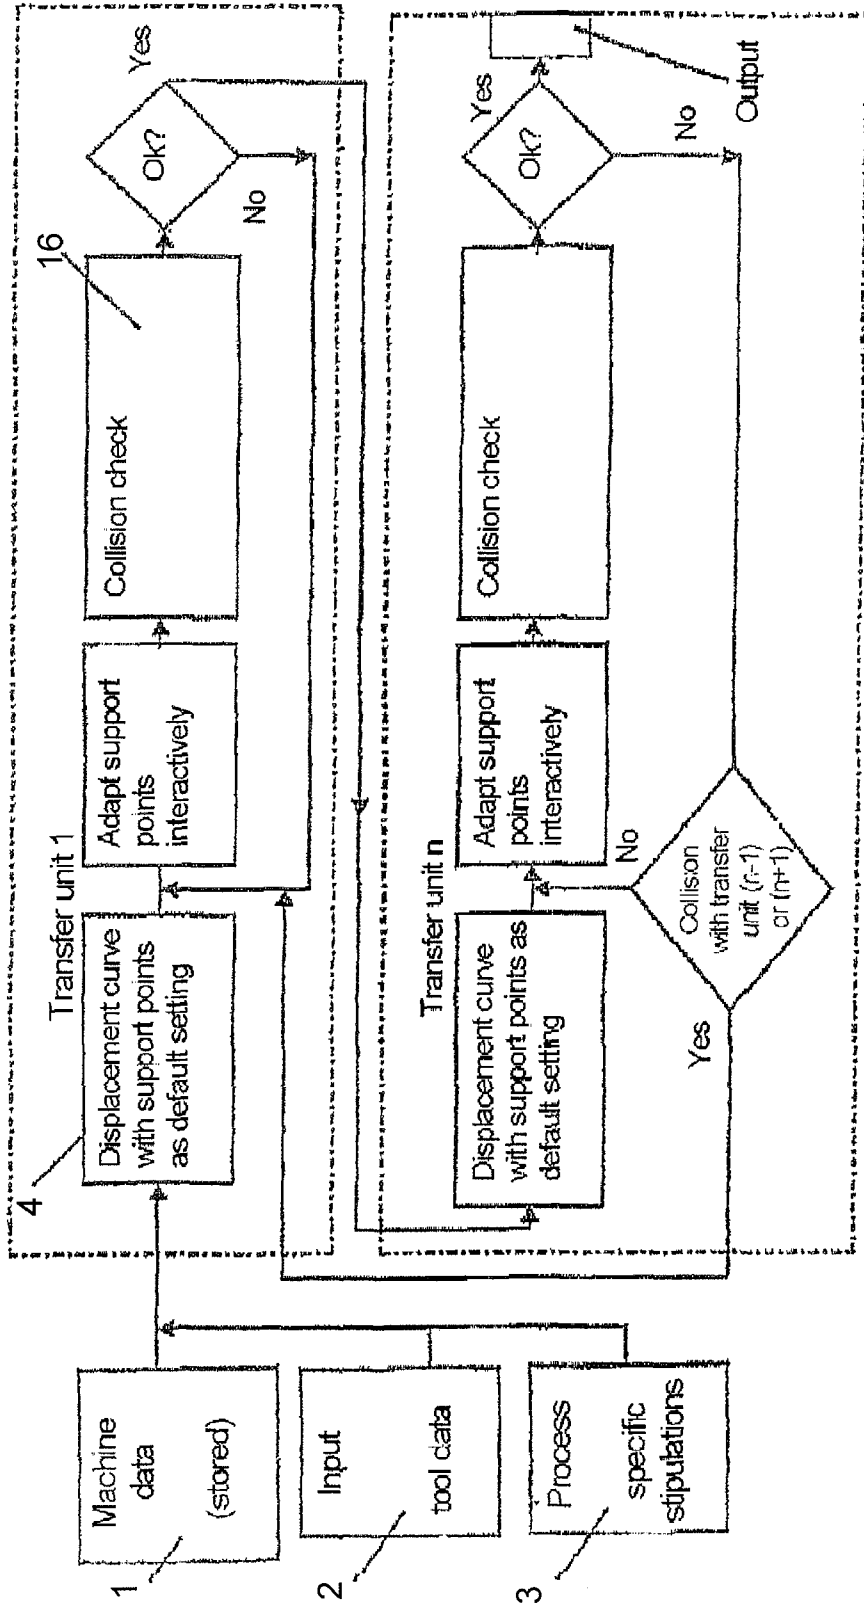 1
Machine
data
(stored)
2
Input
tool data
3
Process
specific
stipulations
Transfer unit 1
4
Displacement curve
with support points
as default setting
Adapt support
points
interactively
16
Collision check
Ok?
Yes
No
Transfer unit n
Displacement curve
with support points as
default setting
Adapt support
points
interactively
Collision check
Ok?
Yes
No
Output
Collision
with transfer
unit (n-1)
or (n+1)
No
Yes